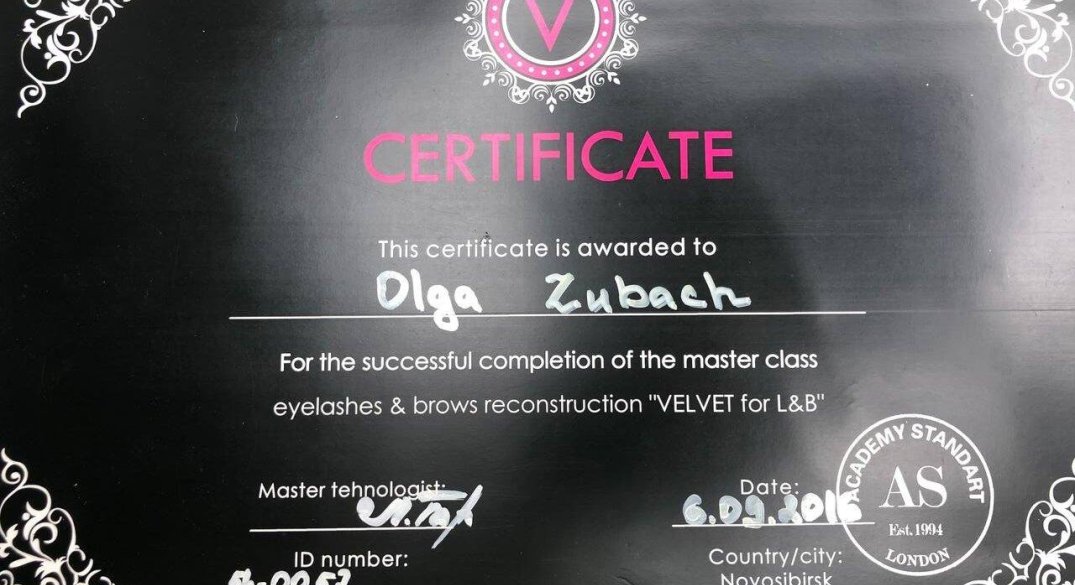 V
CERTIFICATE
This certificate is awarded to
Olga Zubach
For the successful completion of the master class
eyelashes & brows reconstruction "VELVET for L&B"
Master tehnologist:
Date:
6.09.2016
ACADEMY STANDART
AS
Est. 1994
LONDON
ID number:
Country/city:
Novosibirsk